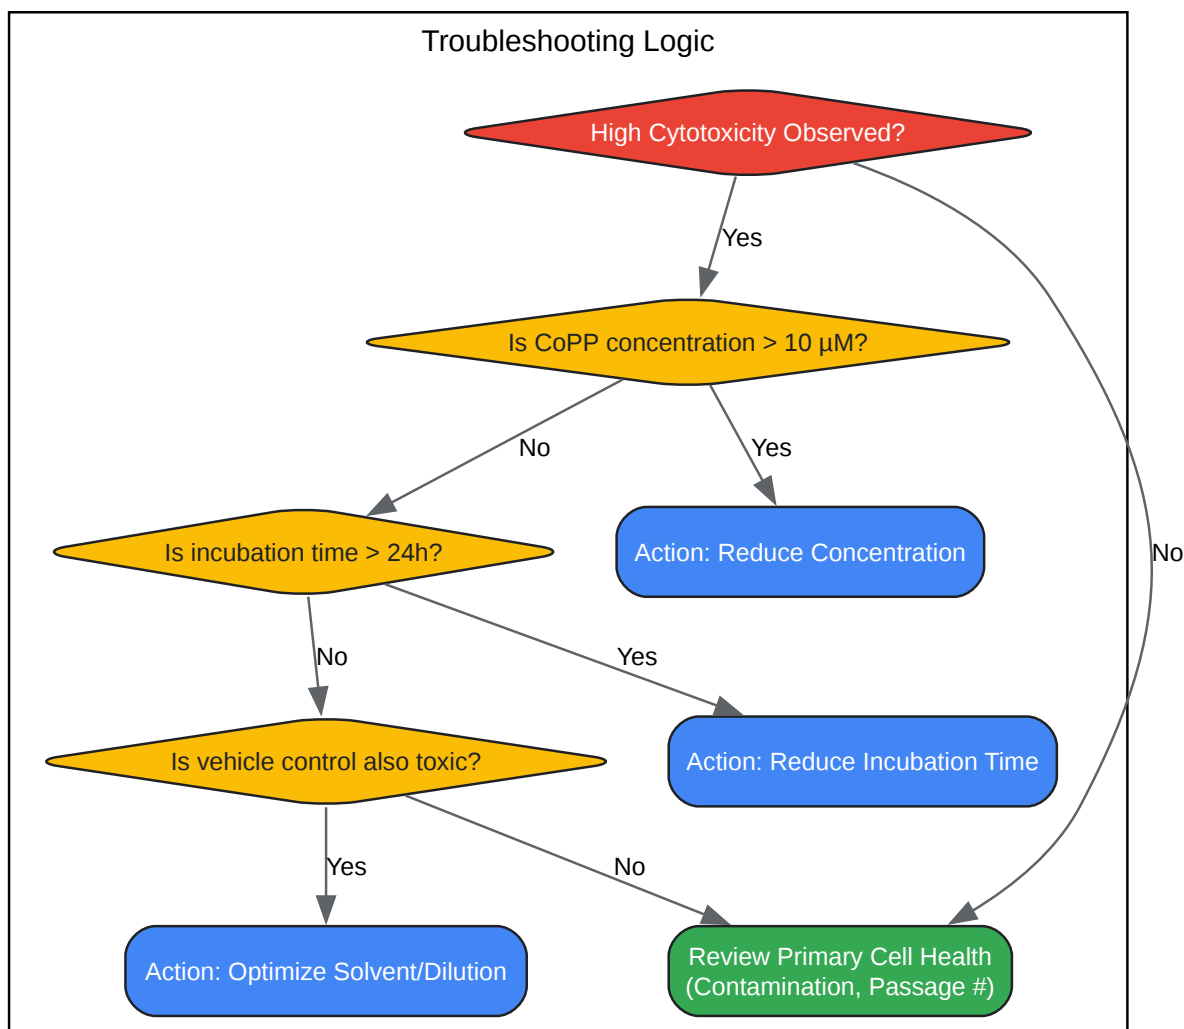 Troubleshooting Logic
High Cytotoxicity Observed?
Yes
Is CoPP concentration > 10 µM?
No
Yes
Is incubation time > 24h?
Action: Reduce Concentration
No
No
Yes
Is vehicle control also toxic?
Action: Reduce Incubation Time
Yes
No
Action: Optimize Solvent/Dilution
Review Primary Cell Health
(Contamination, Passage #)